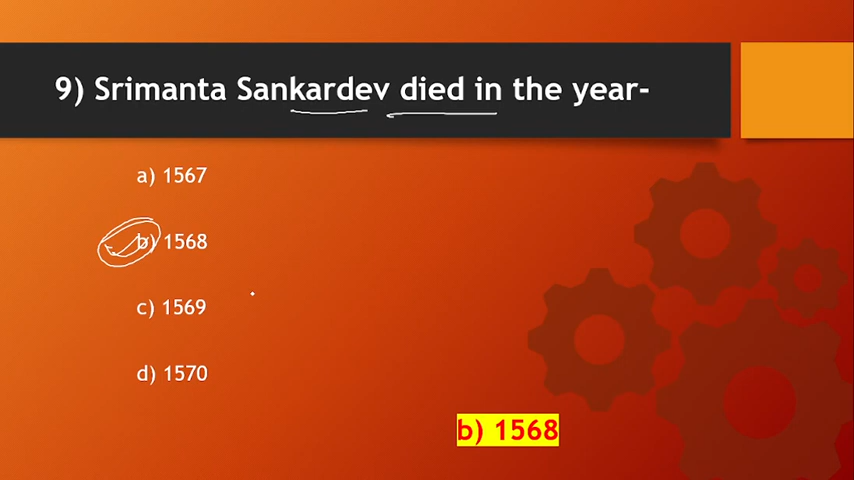 9) Srimanta Sankardev died in the year-
a) 1567
b) 1568
c) 1569
d) 1570
b) 1568